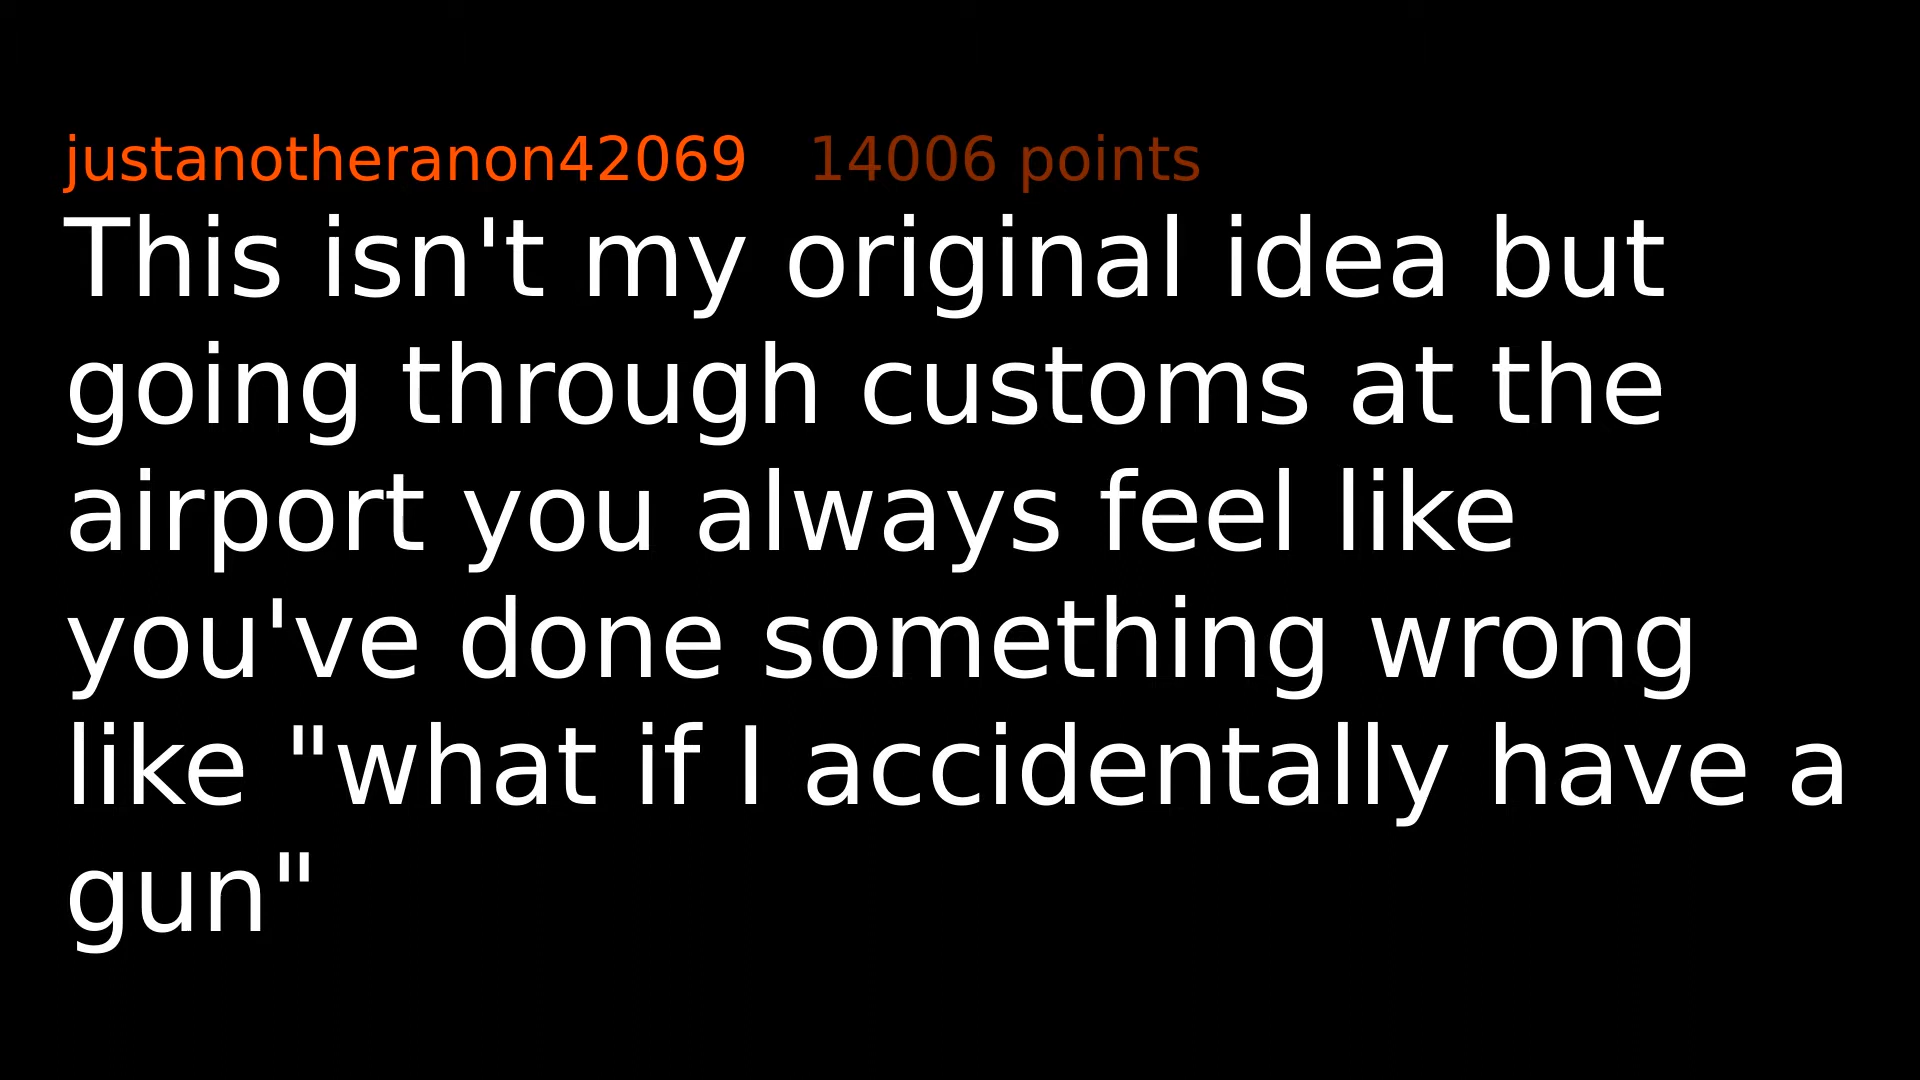 justanotheranon42069 14006 points
This isn't my original idea but
going through customs at the
airport you always feel like
you've done something wrong
like "what if I accidentally have a
gun"